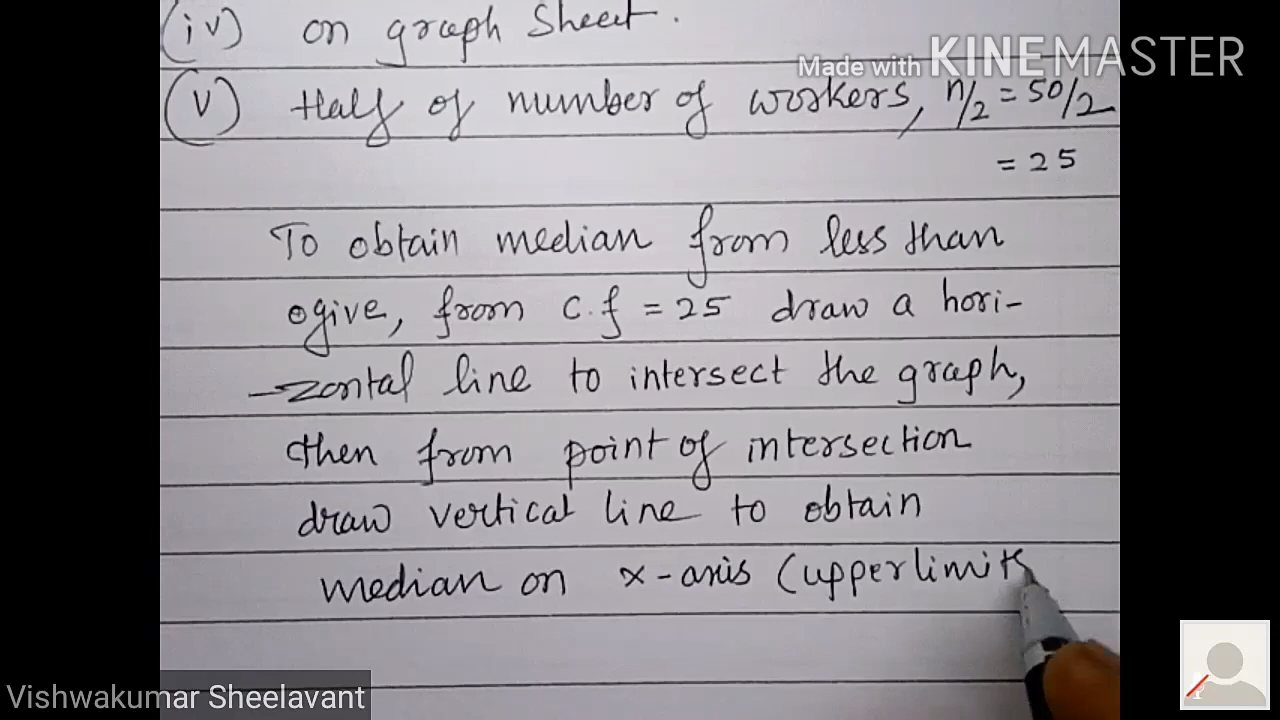 (iv) on graph Sheet.
Made with KINEMASTER
(v) Half of number of workers, n/2 = 50/2
= 25
To obtain median from less than
ogive, from c.f = 25 draw a hori-
-zontal line to intersect the graph,
then from point of intersection
draw vertical line to obtain
median on x-axis (upperlimits
Vishwakumar Sheelavant